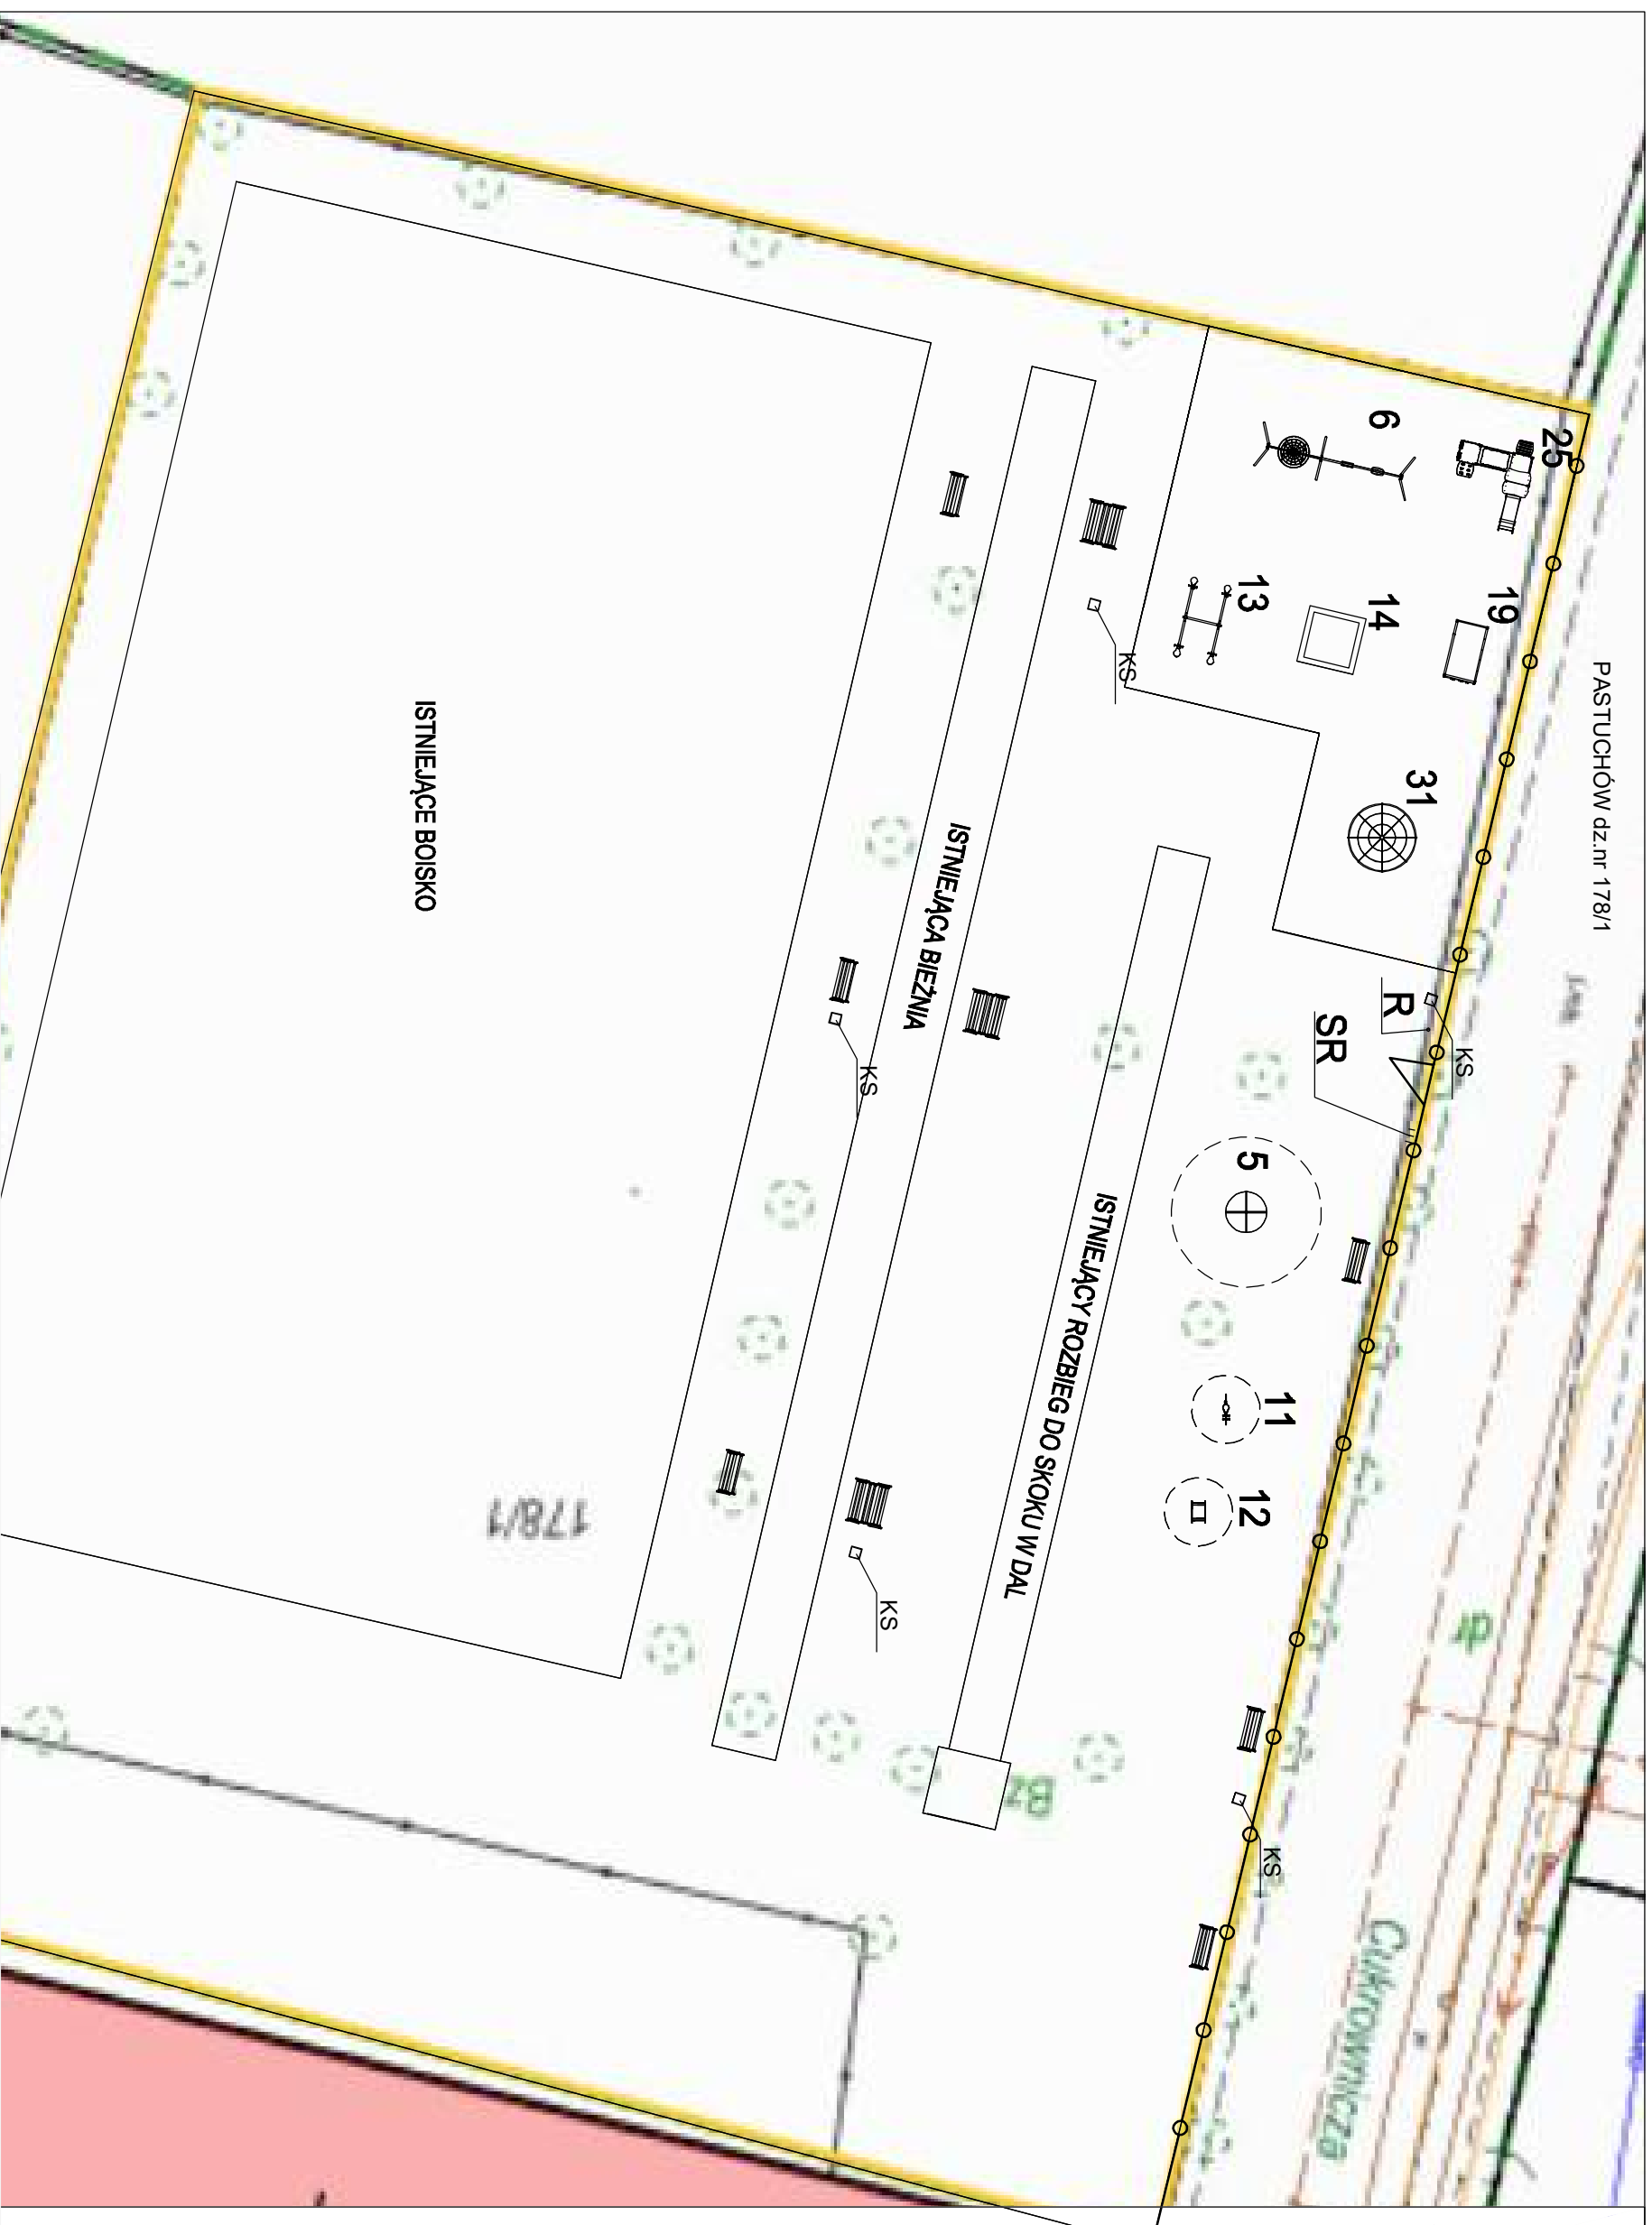 PASTUCHÓW dz.nr 178/1
25
6
19
14
13
KS
31
R
KS
SR
ISTNIEJĄCE BOISKO
ISTNIEJĄCA BIEŻNIA
KS
5
ISTNIEJĄCY ROZBIEG DO SKOKU W DAL
11
12
178/1
KS
dr
Bz
KS
Cukrownicza